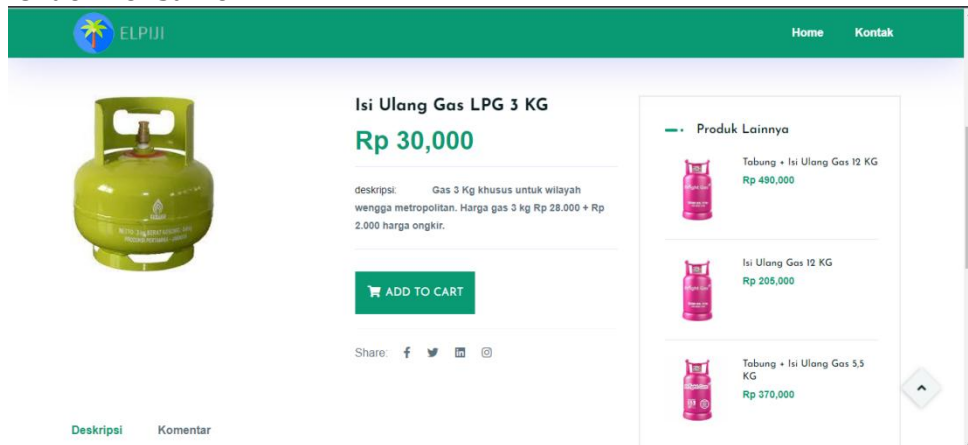 ELPIJI
Home Kontak
Isi Ulang Gas LPG 3 KG
Rp 30,000
deskripsi: Gas 3 Kg khusus untuk wilayah
wengga metropolitan. Harga gas 3 kg Rp 28.000 + Rp
2.000 harga ongkir.
ADD TO CART
Share:
Produk Lainnya
Tabung + Isi Ulang Gas 12 KG
Rp 490,000
Isi Ulang Gas 12 KG
Rp 205,000
Tabung + Isi Ulang Gas 5,5
KG
Rp 370,000
Deskripsi Komentar